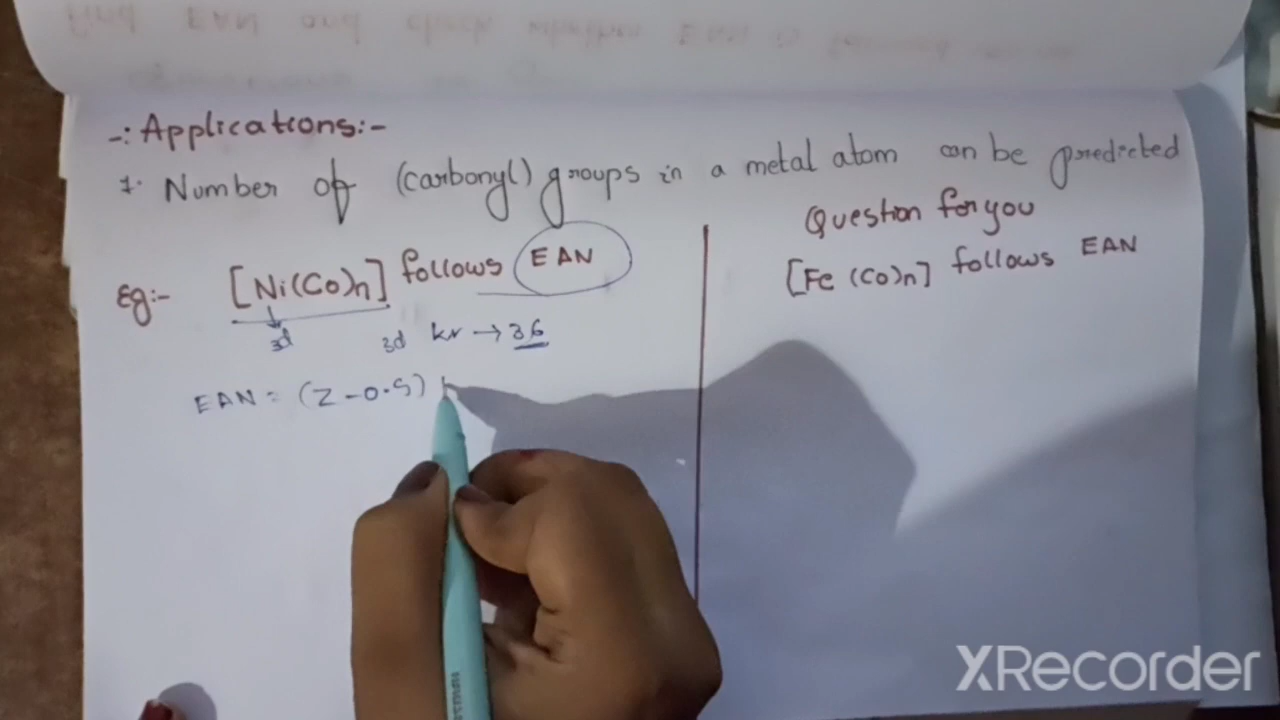 -: Applications:-
1. Number of (carbonyl) groups in a metal atom can be predicted
Eg:- [Ni(Co)n] follows EAN
3d
3d kr → 36
EAN = (Z - O.S)
Question for you
[Fe (Co)n] follows EAN
XRecorder